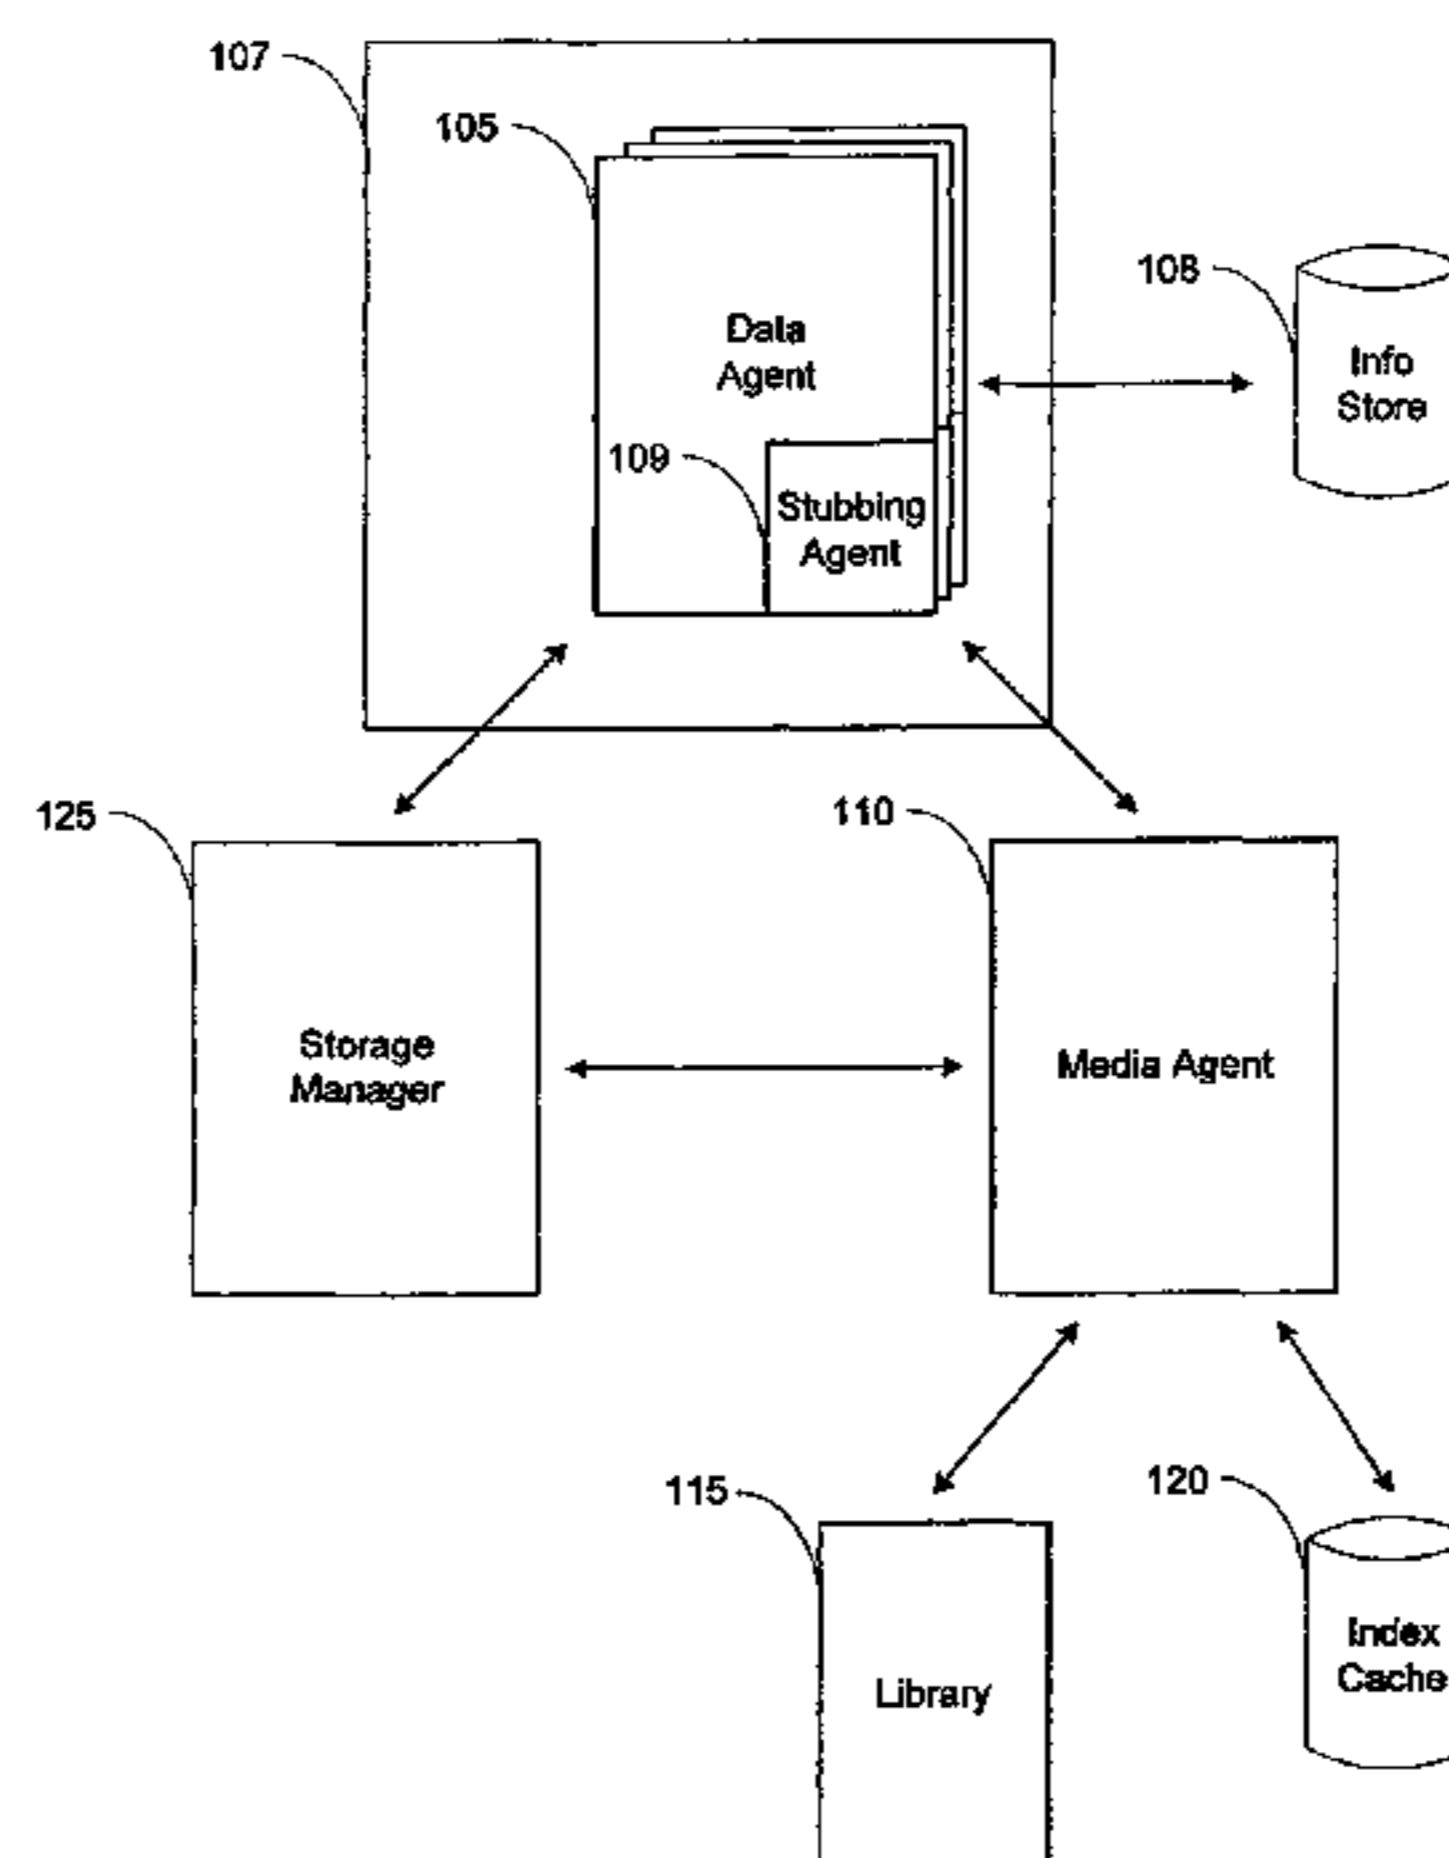 107
105
108
Data
Agent
Info
Store
109
Stubbing
Agent
125
110
Storage
Manager
Media Agent
115
120
Library
Index
Cache